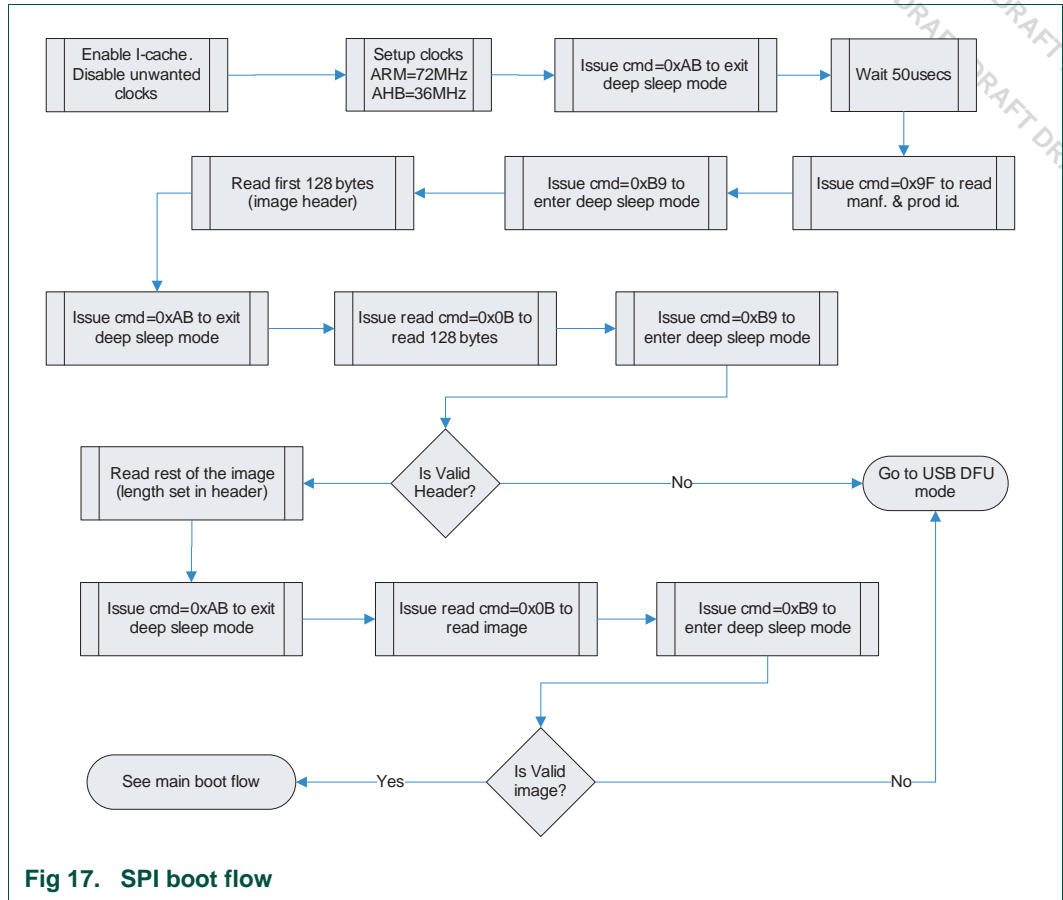 DRAFT
DRAFT DRAFT
DRAFT DRA
Enable I-cache.
Disable unwanted
clocks
Setup clocks
ARM=72MHz
AHB=36MHz
Issue cmd=0xAB to exit
deep sleep mode
Wait 50usecs
Read first 128 bytes
(image header)
Issue cmd=0xB9 to
enter deep sleep mode
Issue cmd=0x9F to read
manf. & prod id.
Issue cmd=0xAB to exit
deep sleep mode
Issue read cmd=0x0B to
read 128 bytes
Issue cmd=0xB9 to
enter deep sleep mode
Read rest of the image
(length set in header)
Is Valid
Header?
No
Go to USB DFU
mode
Issue cmd=0xAB to exit
deep sleep mode
Issue read cmd=0x0B to
read image
Issue cmd=0xB9 to
enter deep sleep mode
See main boot flow
Yes
Is Valid
image?
No
Fig 17. SPI boot flow